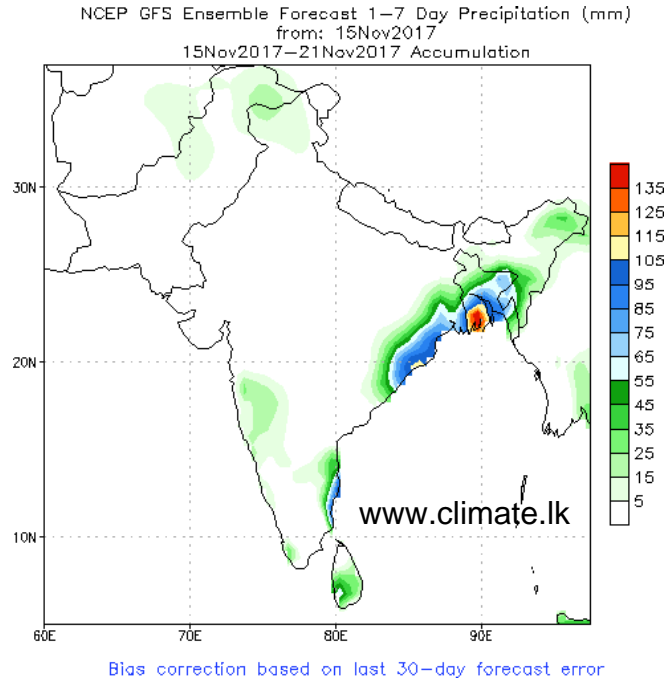 NCEP GFS Ensemble Forecast 1-7 Day Precipitation (mm)
from: 15Nov2017
15Nov2017-21Nov2017 Accumulation
30N
20N
10N
60E
70E
80E
90E
135
125
115
105
95
85
75
65
55
45
35
25
15
5
www.climate.lk
Bias correction based on last 30-day forecast error